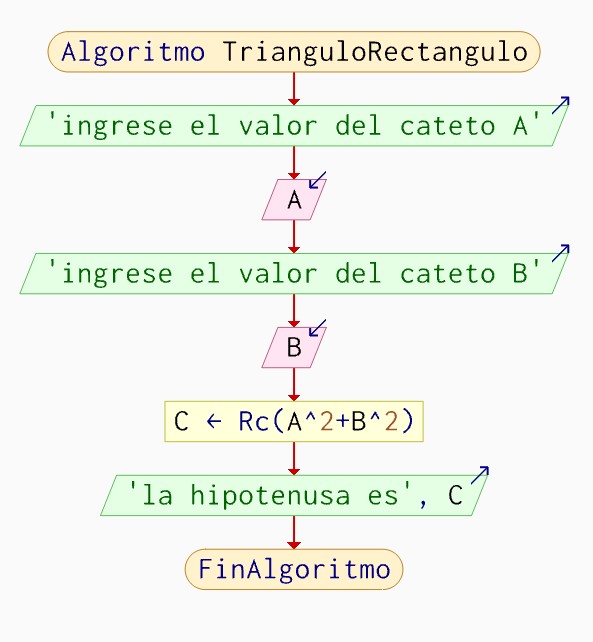 Algoritmo TrianguloRectangulo
'ingrese el valor del cateto A'
A
'ingrese el valor del cateto B'
B
C ← Rc(A^2+B^2)
'la hipotenusa es', C
FinAlgoritmo